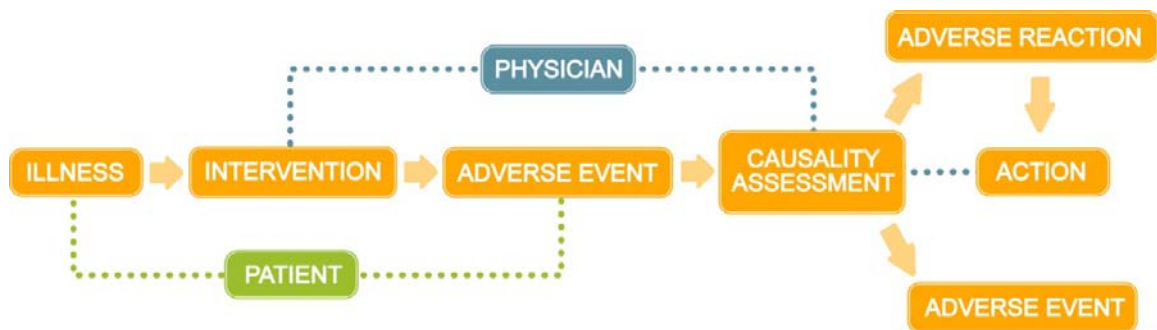 ADVERSE REACTION
PHYSICIAN
ILLNESS
INTERVENTION
ADVERSE EVENT
CAUSALITY
ASSESSMENT
ACTION
PATIENT
ADVERSE EVENT